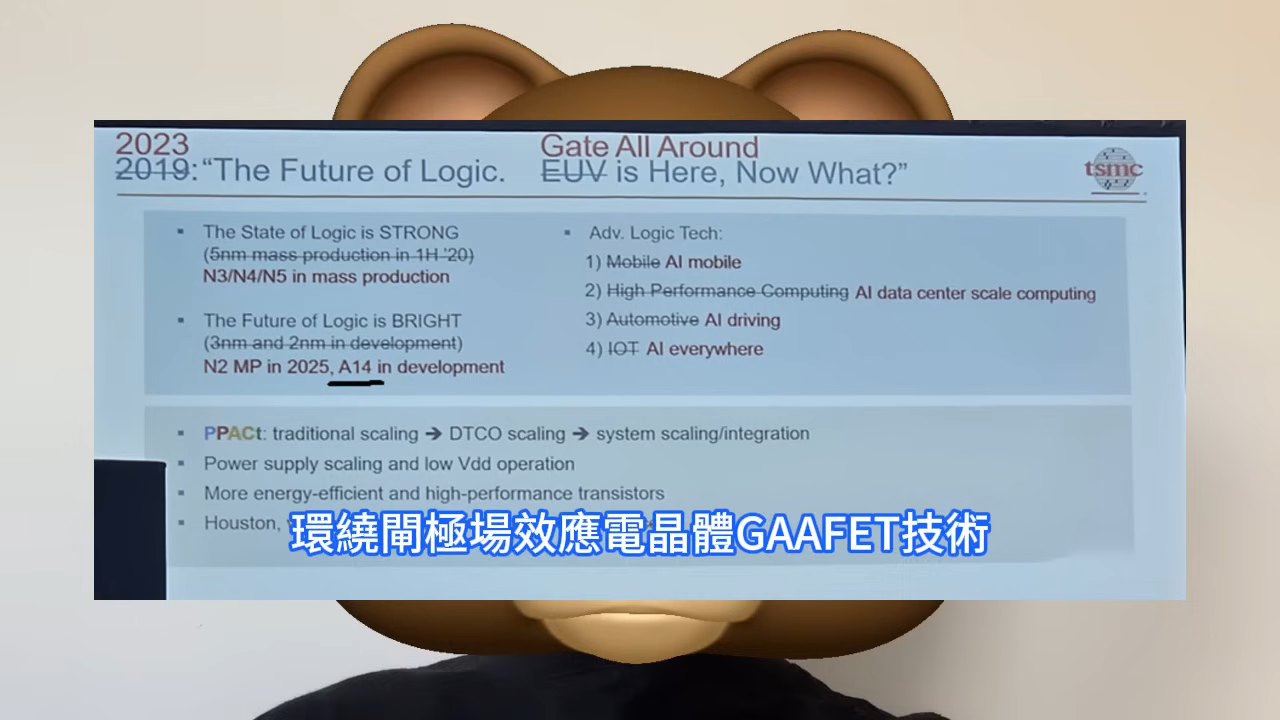 2023
2019: “The Future of Logic.
Gate All Around
EUV is Here, Now What?”
tsmc
▪ The State of Logic is STRONG
(5nm mass production in 1H '20)
N3/N4/N5 in mass production
▪ The Future of Logic is BRIGHT
(3nm and 2nm in development)
N2 MP in 2025, A14 in development
▪ Adv. Logic Tech:
1) Mobile AI mobile
2) High Performance Computing AI data center scale computing
3) Automotive AI driving
4) IOT AI everywhere
▪ PPACt: traditional scaling ➔ DTCO scaling ➔ system scaling/integration
▪ Power supply scaling and low Vdd operation
▪ More energy-efficient and high-performance transistors
▪ Houston,
環繞閘極場效應電晶體GAAFET技術